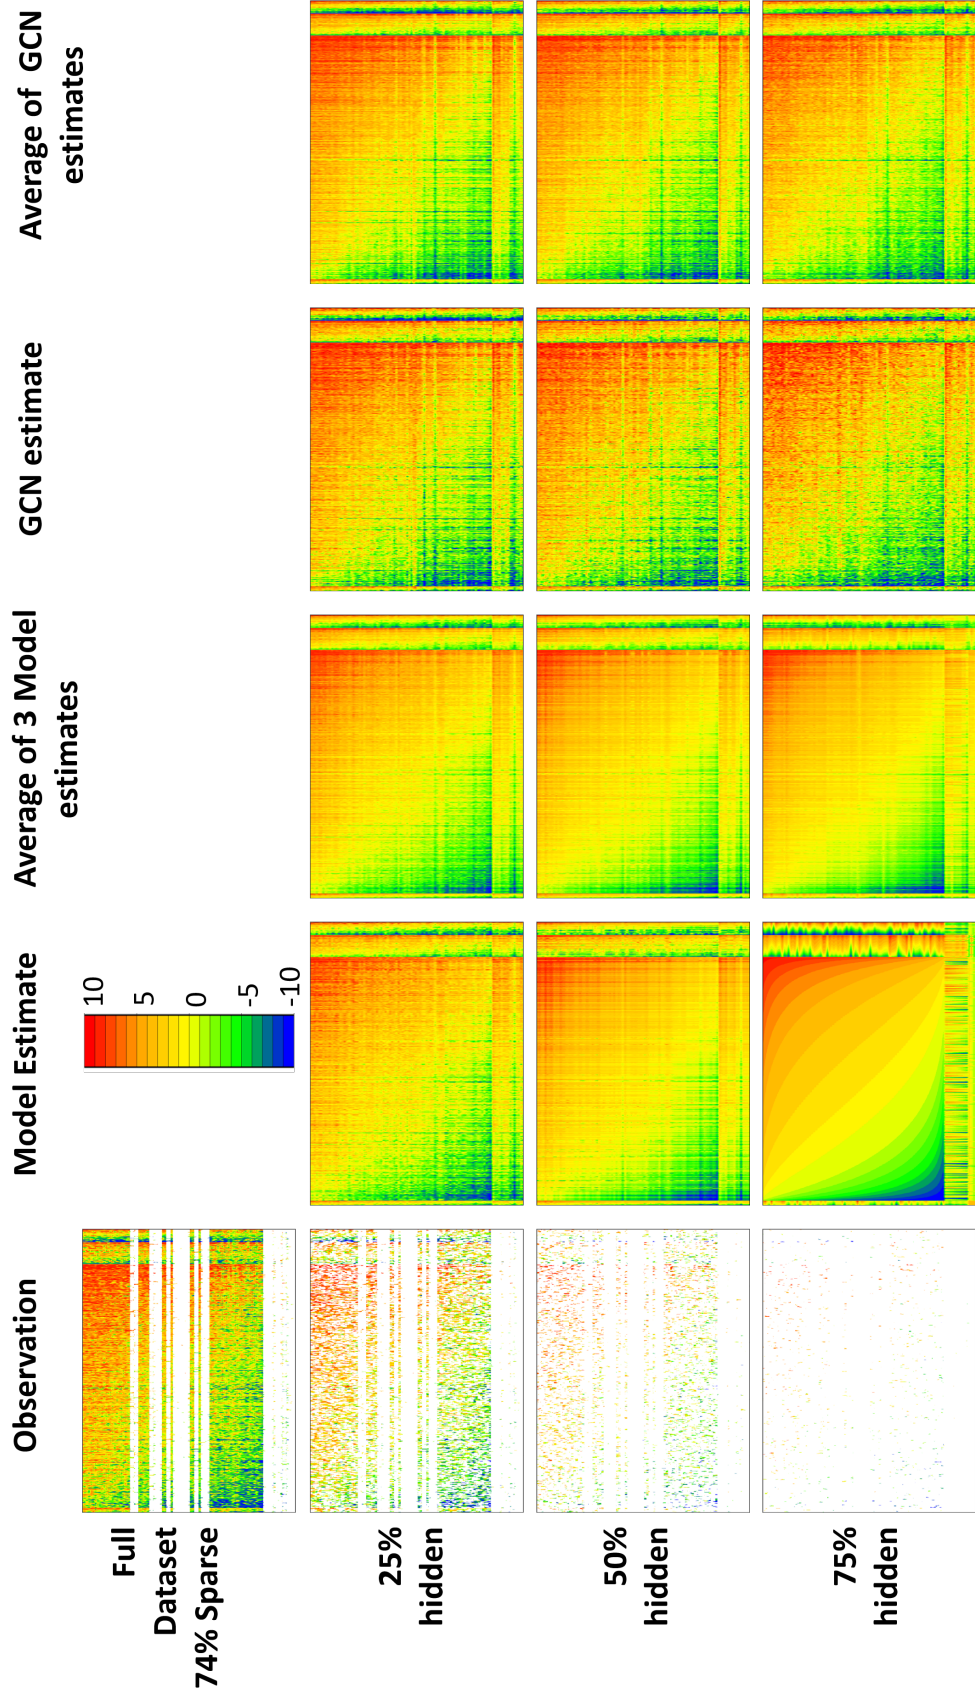 Observation
Model Estimate
Average of 3 Model
estimates
GCN estimate
Average of GCN
estimates
Full
Dataset
74% Sparse
10
5
0
-5
-10
25%
hidden
50%
hidden
75%
hidden